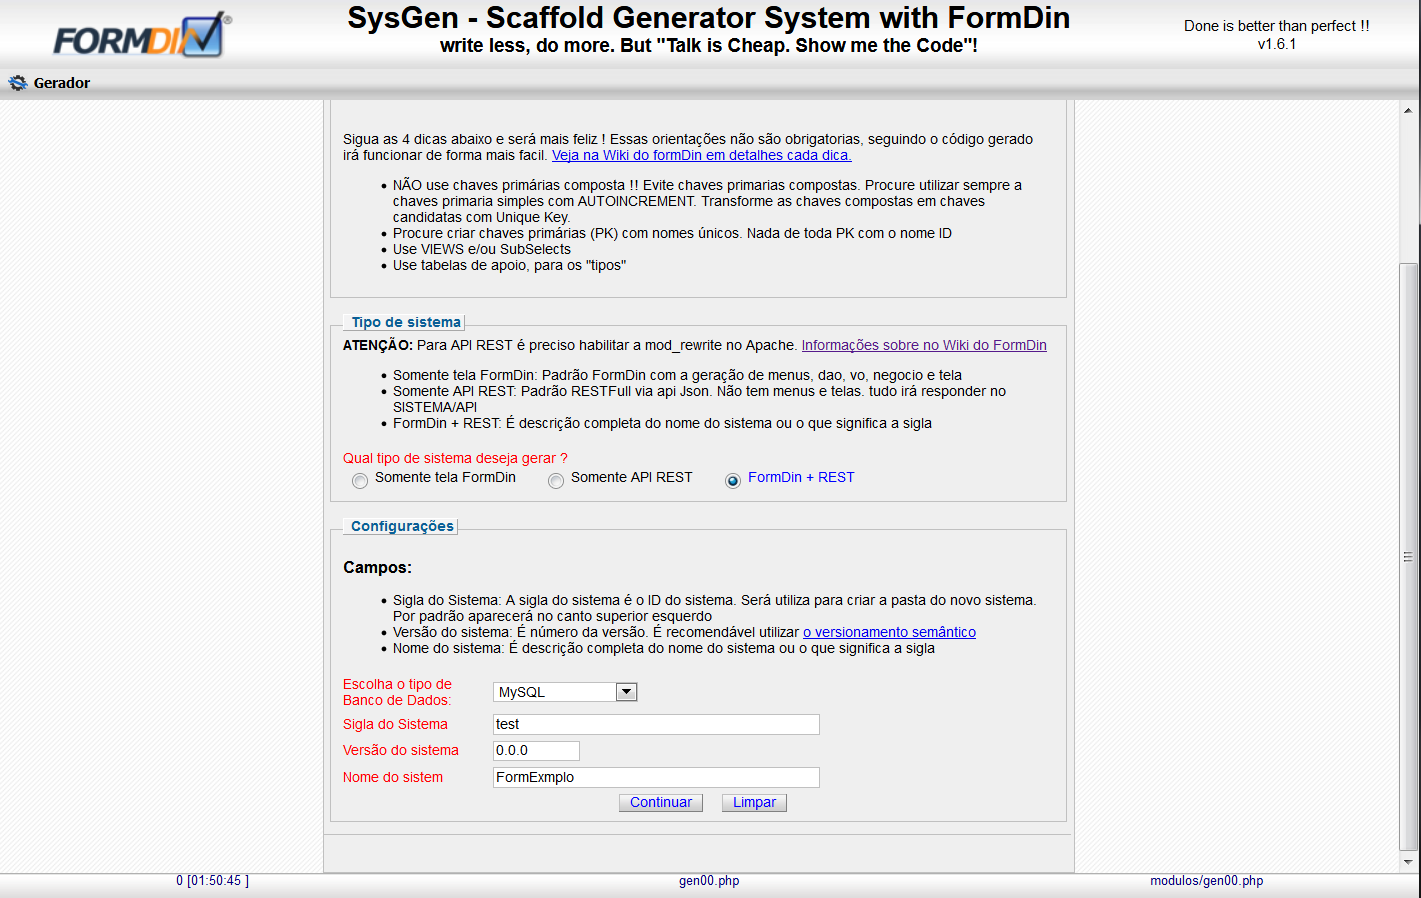 FORMDIN®
SysGen - Scaffold Generator System with FormDin
write less, do more. But "Talk is Cheap. Show me the Code"!
Done is better than perfect !!
v1.6.1
Gerador
Sigua as 4 dicas abaixo e será mais feliz ! Essas orientações não são obrigatorias, seguindo o código gerado
irá funcionar de forma mais facil. Veja na Wiki do formDin em detalhes cada dica.
• NÃO use chaves primárias composta !! Evite chaves primarias compostas. Procure utilizar sempre a
chaves primaria simples com AUTOINCREMENT. Transforme as chaves compostas em chaves
candidatas com Unique Key.
• Procure criar chaves primárias (PK) com nomes únicos. Nada de toda PK com o nome ID
• Use VIEWS e/ou SubSelects
• Use tabelas de apoio, para os "tipos"
Tipo de sistema
ATENÇÃO: Para API REST é preciso habilitar a mod_rewrite no Apache. Informações sobre no Wiki do FormDin
• Somente tela FormDin: Padrão FormDin com a geração de menus, dao, vo, negocio e tela
• Somente API REST: Padrão RESTFull via api Json. Não tem menus e telas. tudo irá responder no
SISTEMA/API
• FormDin + REST: É descrição completa do nome do sistema ou o que significa a sigla
Qual tipo de sistema deseja gerar ?
Somente tela FormDin Somente API REST FormDin + REST
Configurações
Campos:
• Sigla do Sistema: A sigla do sistema é o ID do sistema. Será utiliza para criar a pasta do novo sistema.
Por padrão aparecerá no canto superior esquerdo
• Versão do sistema: É número da versão. É recomendável utilizar o versionamento semântico
• Nome do sistema: É descrição completa do nome do sistema ou o que significa a sigla
Escolha o tipo de
Banco de Dados: MySQL
Sigla do Sistema test
Versão do sistema 0.0.0
Nome do sistem FormExmplo
Continuar Limpar
0 [01:50:45 ] gen00.php modulos/gen00.php